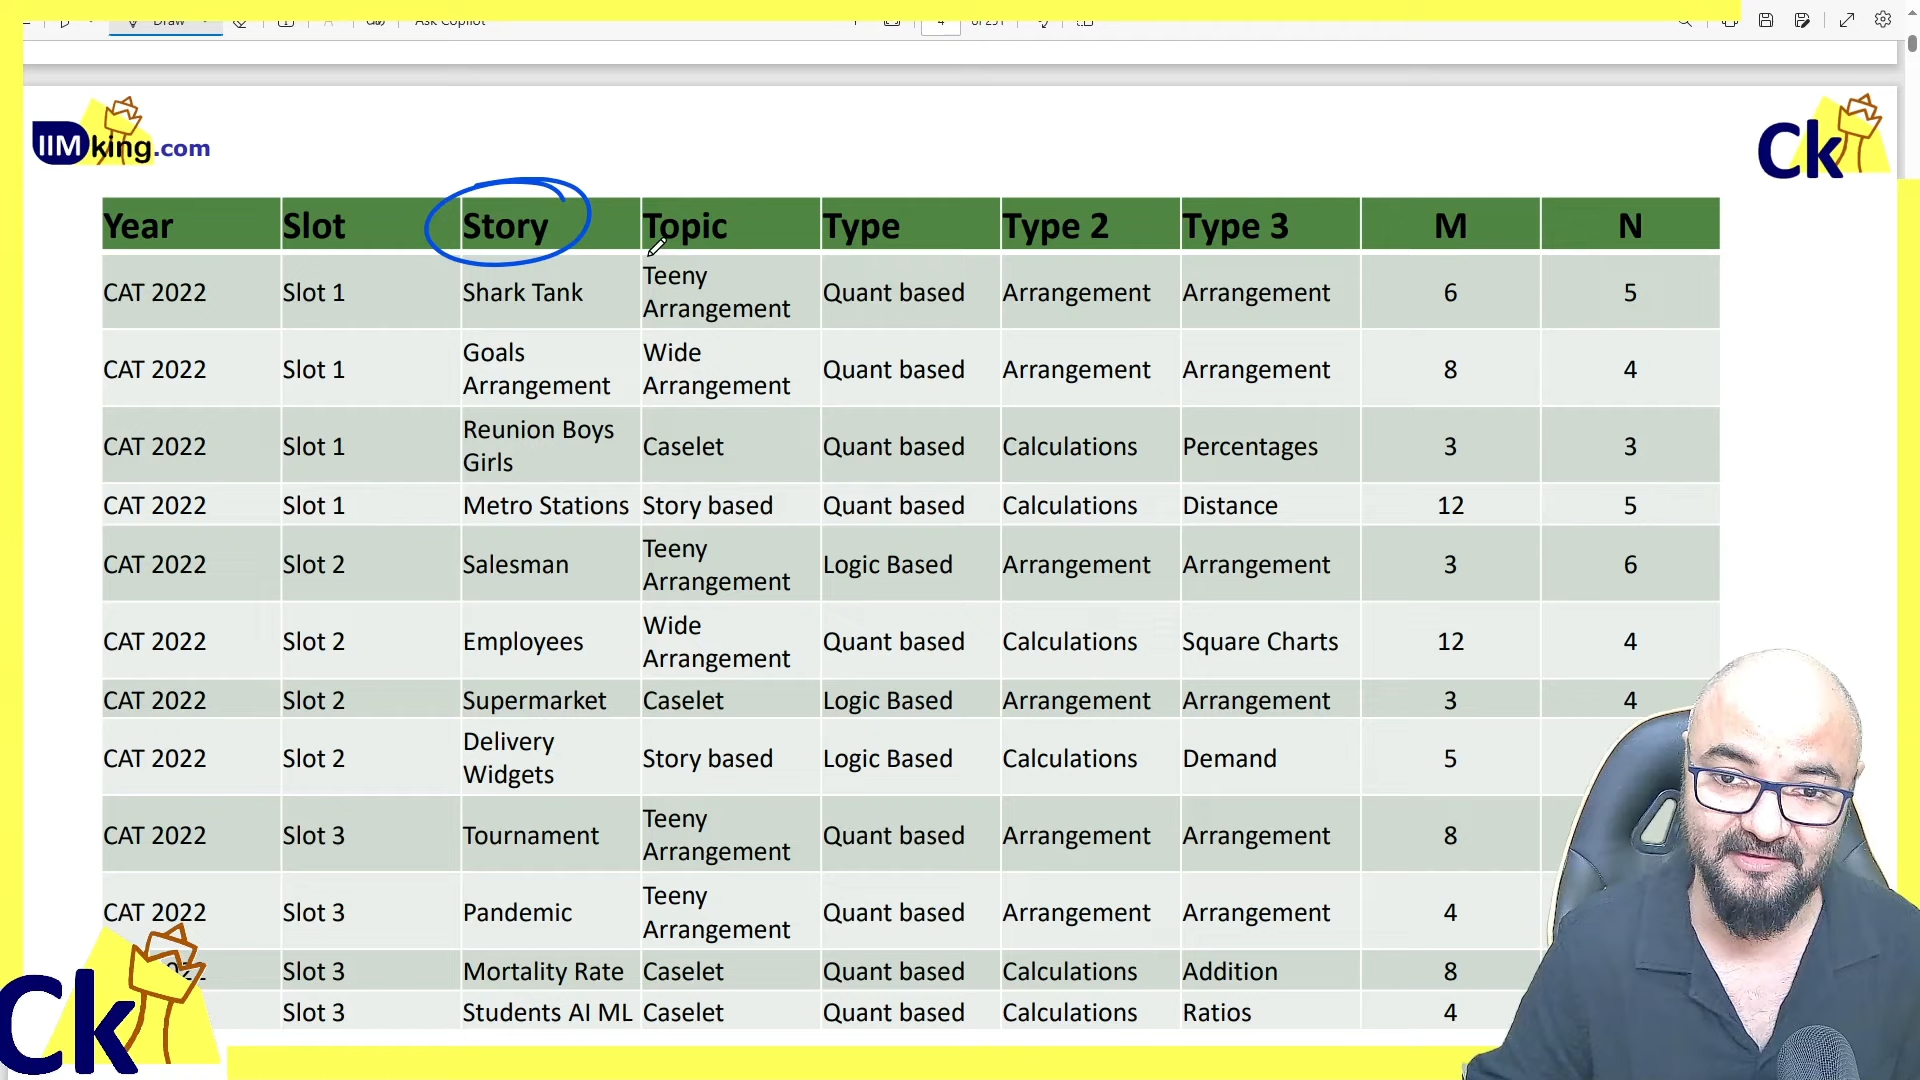 Draw
Ask Copilot
IIMking.com
Ck
Year Slot Story Topic Type Type 2 Type 3 M N
CAT 2022 Slot 1 Shark Tank Teeny Arrangement Quant based Arrangement Arrangement 6 5
CAT 2022 Slot 1 Goals Arrangement Wide Arrangement Quant based Arrangement Arrangement 8 4
CAT 2022 Slot 1 Reunion Boys Girls Caselet Quant based Calculations Percentages 3 3
CAT 2022 Slot 1 Metro Stations Story based Quant based Calculations Distance 12 5
CAT 2022 Slot 2 Salesman Teeny Arrangement Logic Based Arrangement Arrangement 3 6
CAT 2022 Slot 2 Employees Wide Arrangement Quant based Calculations Square Charts 12 4
CAT 2022 Slot 2 Supermarket Caselet Logic Based Arrangement Arrangement 3 4
CAT 2022 Slot 2 Delivery Widgets Story based Logic Based Calculations Demand 5
CAT 2022 Slot 3 Tournament Teeny Arrangement Quant based Arrangement Arrangement 8
CAT 2022 Slot 3 Pandemic Teeny Arrangement Quant based Arrangement Arrangement 4
Slot 3 Mortality Rate Caselet Quant based Calculations Addition 8
Slot 3 Students AI ML Caselet Quant based Calculations Ratios 4
Ck